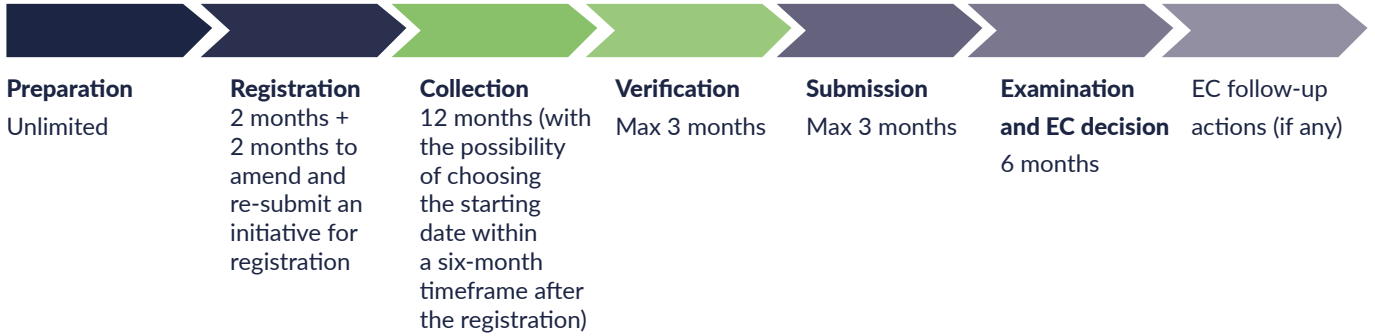 Preparation
Unlimited
Registration
2 months +
2 months to
amend and
re-submit an
initiative for
registration
Collection
12 months (with
the possibility
of choosing
the starting
date within
a six-month
timeframe after
the registration)
Verification
Max 3 months
Submission
Max 3 months
Examination
and EC decision
6 months
EC follow-up
actions (if any)